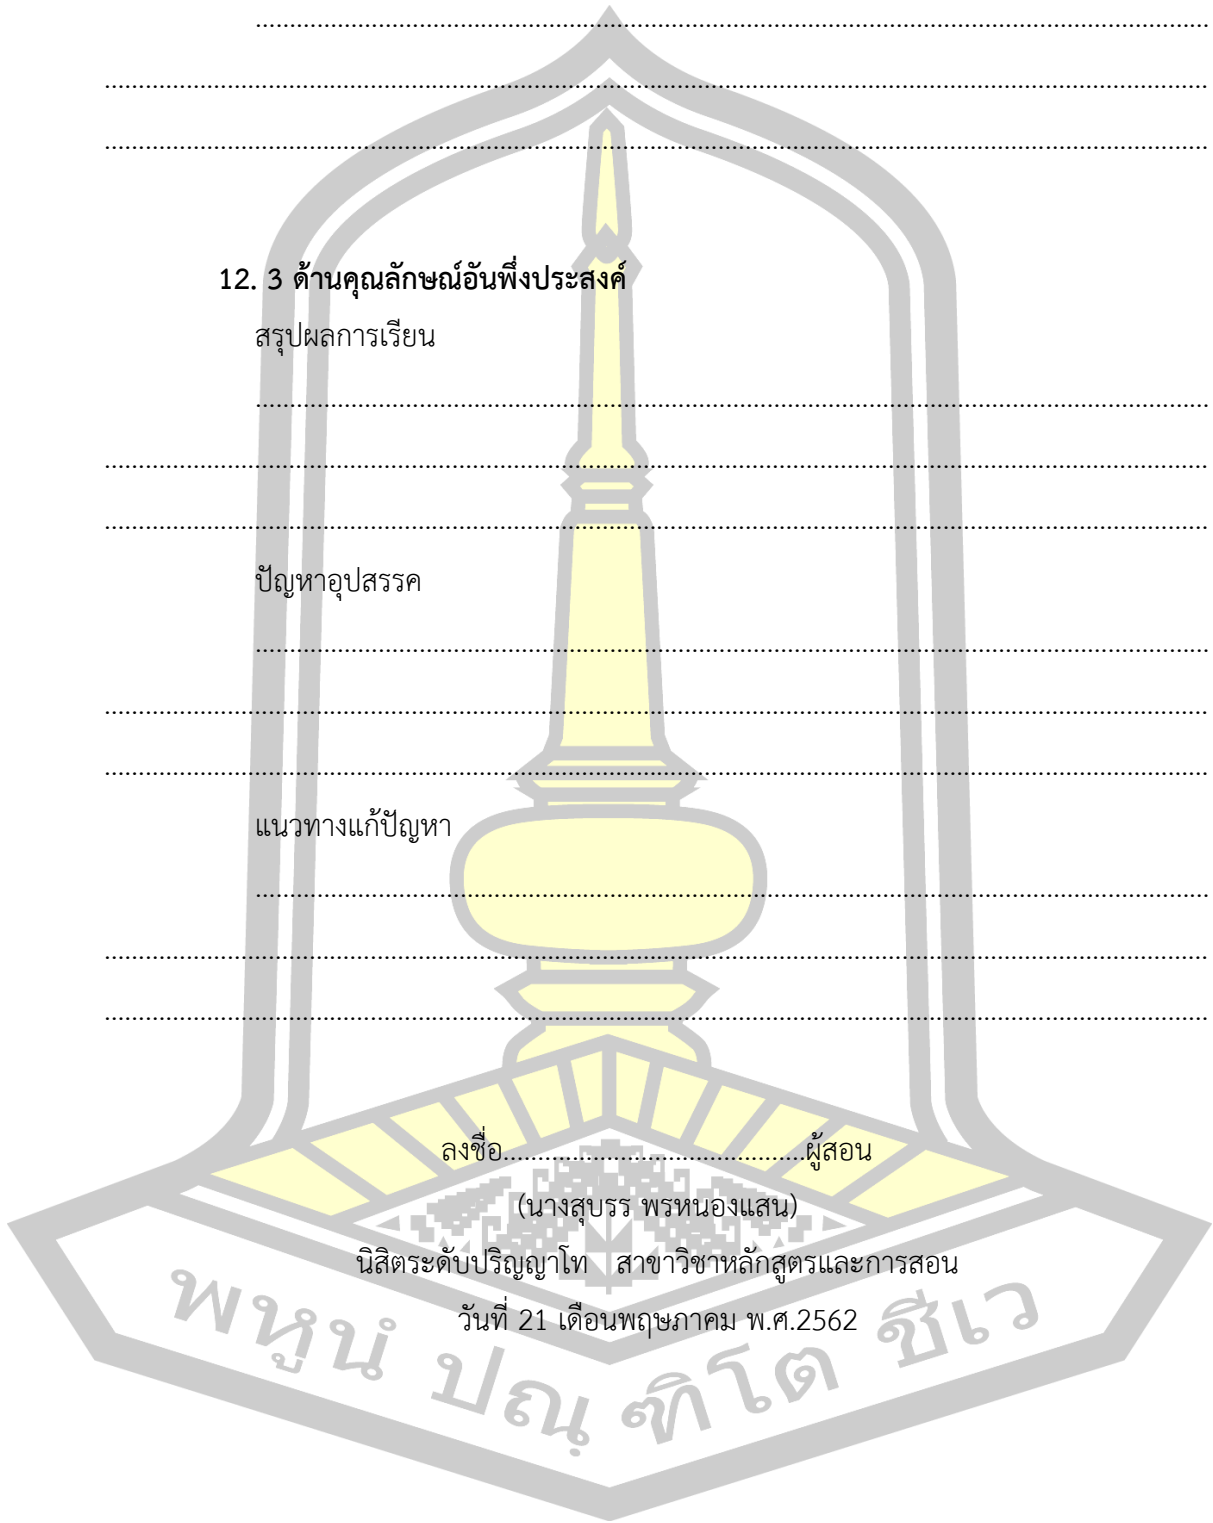 ................................................................................................................................
....................................................................................................................................................
....................................................................................................................................................
12. 3 ด้านคุณลักษณ์อันพึ่งประสงค์
สรุปผลการเรียน
................................................................................................................................
....................................................................................................................................................
....................................................................................................................................................
ปัญหาอุปสรรค
................................................................................................................................
....................................................................................................................................................
....................................................................................................................................................
แนวทางแก้ปัญหา
................................................................................................................................
....................................................................................................................................................
....................................................................................................................................................
ลงชื่อ........................................ผู้สอน
(นางสุบรร พรหนองแสน)
นิสิตระดับปริญญาโท สาขาวิชาหลักสูตรและการสอน
วันที่ 21 เดือนพฤษภาคม พ.ศ.2562
พหูนํ ปณฺ ฑิโต ชีเว